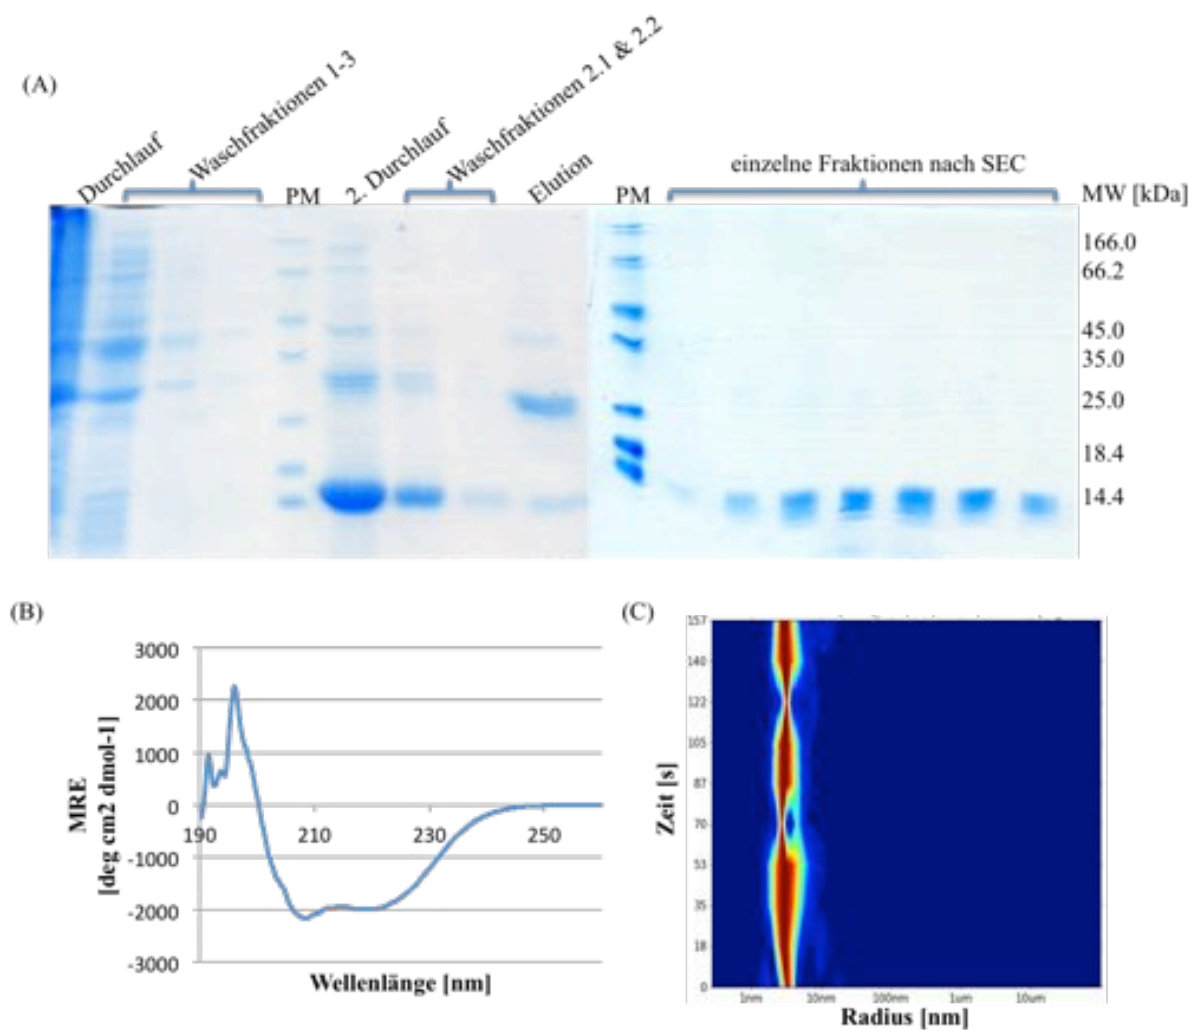 (A)
Durchlauf
Waschfraktionen 1-3
PM
2. Durchlauf
Waschfraktionen 2.1 & 2.2
Elution
PM
einzelne Fraktionen nach SEC
MW [kDa]
166.0
66.2
45.0
35.0
25.0
18.4
14.4
(B)
3000
2000
1000
0
-1000
-2000
-3000
190
210
230
250
MRE
[deg cm2 dmol-1]
Wellenlänge [nm]
(C)
157
140
122
105
87
70
53
35
18
0
Zeit [s]
1nm
10nm
100nm
1um
10um
Radius [nm]